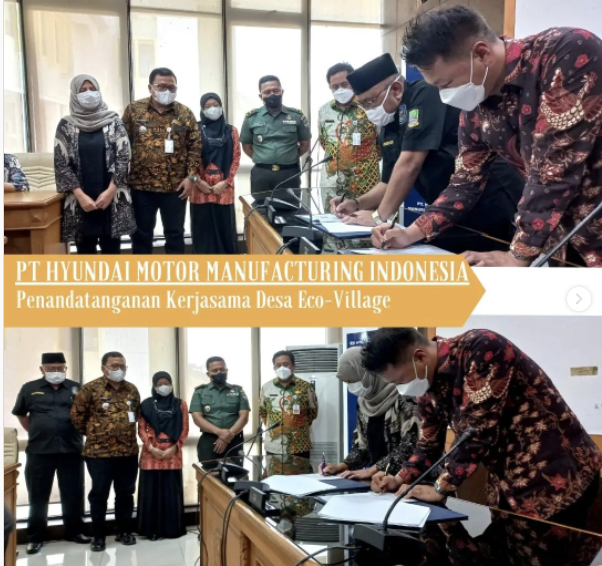 PT HYUNDAI MOTOR MANUFACTURING INDONESIA
Penandatanganan Kerjasama Desa Eco-Village